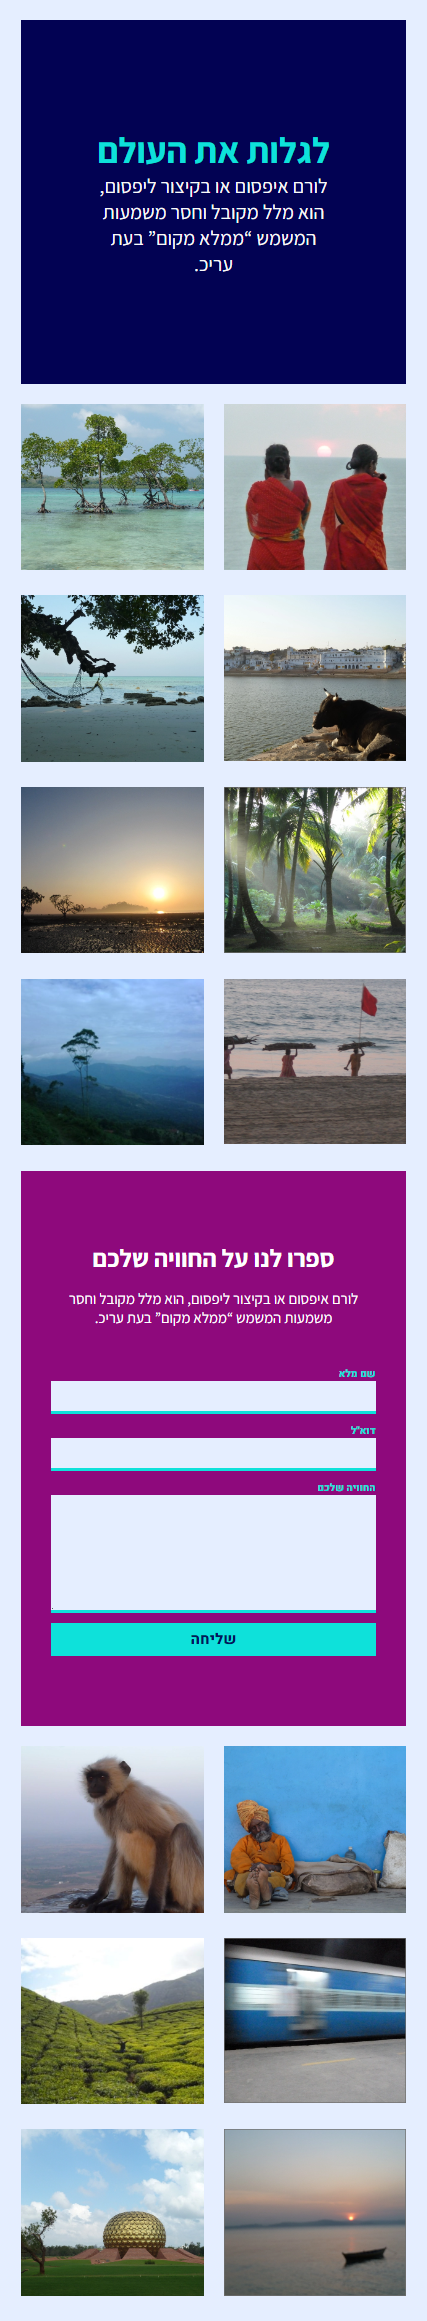 לגלות את העולם
לורם איפסום או בקיצור ליפסום,
הוא מלל מקובל וחסר משמעות
המשמש “ממלא מקום” בעת
עריכ.
ספרו לנו על החוויה שלכם
לורם איפסום או בקיצור ליפסום, הוא מלל מקובל וחסר
משמעות המשמש “ממלא מקום” בעת עריכ.
שם מלא
דוא"ל
החוויה שלכם
שליחה